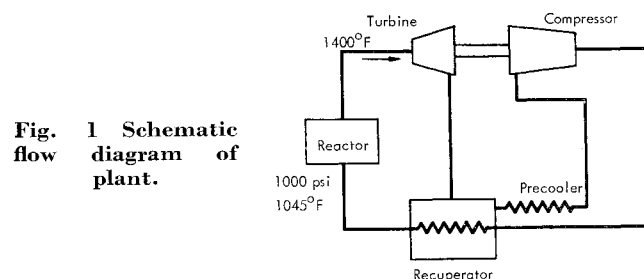 Turbine
Compressor
1400°F
Fig. 1 Schematic
flow diagram of
plant.
Reactor
1000 psi
1045°F
Precooler
Recuperator